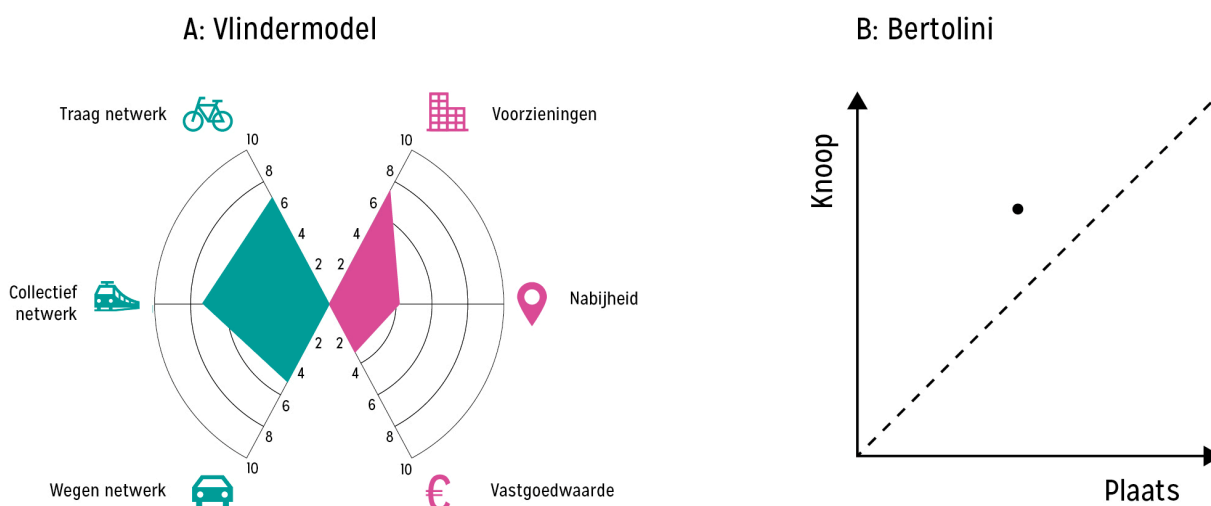 A: Vlindermodel
B: Bertolini
Traag netwerk
Voorzieningen
10
10
8
8
6
6
4
4
2
2
Collectief
netwerk
Nabijheid
2
2
4
4
6
6
8
8
10
10
Wegen netwerk
€
Vastgoedwaarde
Knoop
Plaats